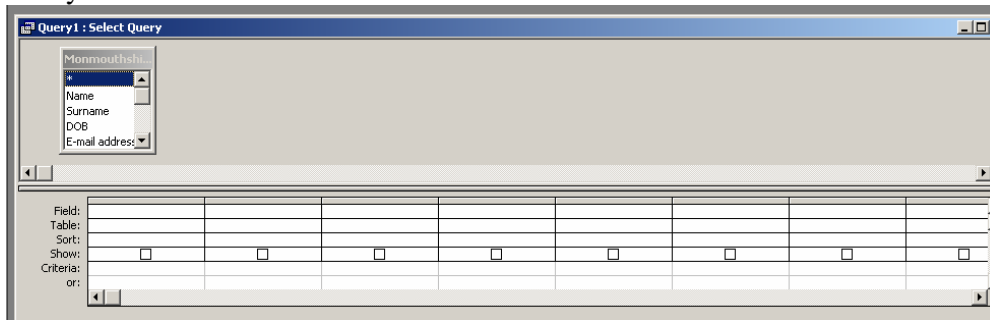 Query1 : Select Query
Monmouthshi...
*
Name
Surname
DOB
E-mail address
Field:
Table:
Sort:
Show:
Criteria:
or: